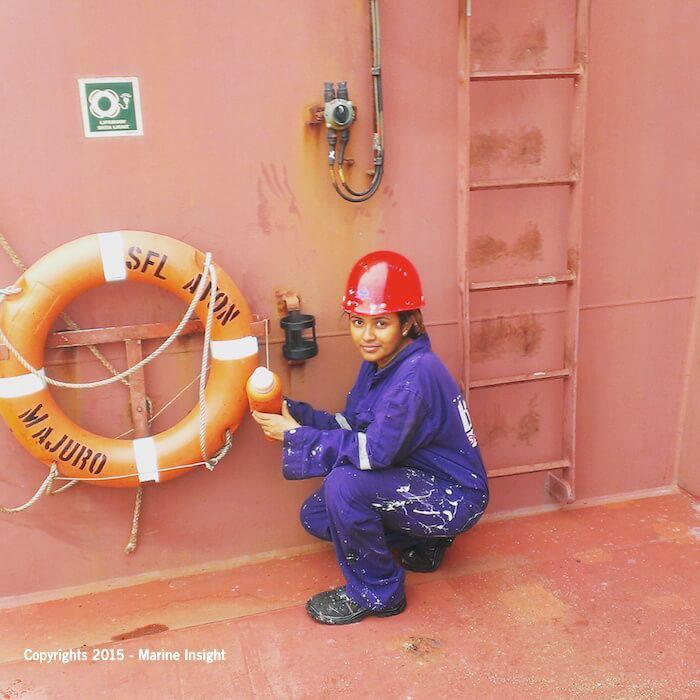 LIFEBUOY
WITH LIGHT
SFL AVON
MAJURO
Copyrights 2015 - Marine Insight